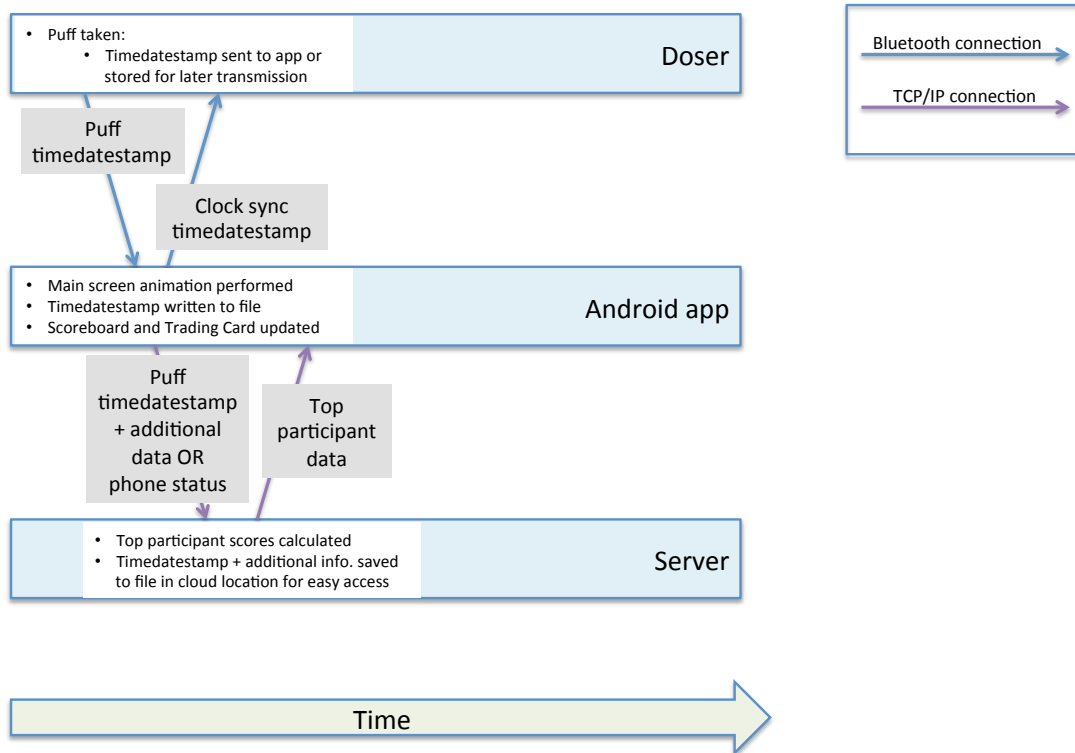 • Puff taken:
• Timedatestamp sent to app or
stored for later transmission
Doser
Bluetooth connection
TCP/IP connection
Puff
timedatestamp
Clock sync
timedatestamp
• Main screen animation performed
• Timedatestamp written to file
• Scoreboard and Trading Card updated
Android app
Puff
timedatestamp
+ additional
data OR
phone status
Top
participant
data
• Top participant scores calculated
• Timedatestamp + additional info. saved
to file in cloud location for easy access
Server
Time